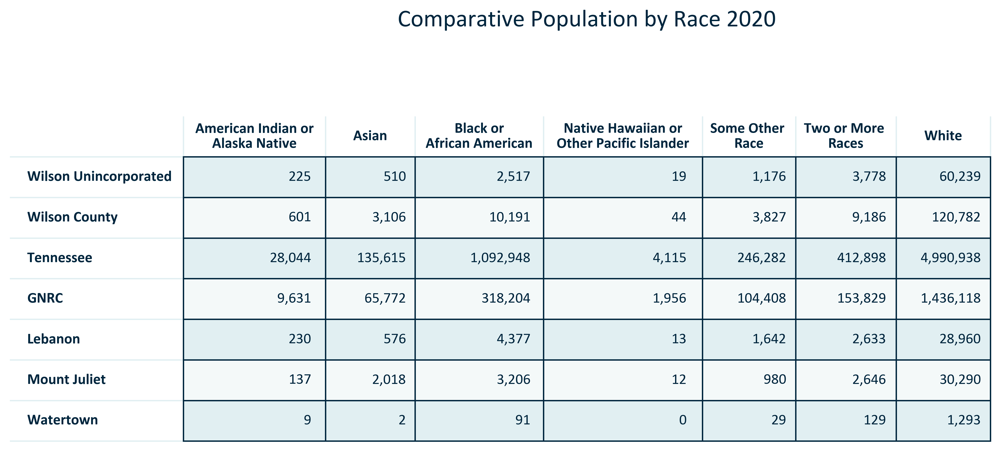 Comparative Population by Race 2020
American Indian or Alaska Native Asian Black or African American Native Hawaiian or Other Pacific Islander Some Other Race Two or More Races White
Wilson Unincorporated 225 510 2,517 19 1,176 3,778 60,239
Wilson County 601 3,106 10,191 44 3,827 9,186 120,782
Tennessee 28,044 135,615 1,092,948 4,115 246,282 412,898 4,990,938
GNRC 9,631 65,772 318,204 1,956 104,408 153,829 1,436,118
Lebanon 230 576 4,377 13 1,642 2,633 28,960
Mount Juliet 137 2,018 3,206 12 980 2,646 30,290
Watertown 9 2 91 0 29 129 1,293